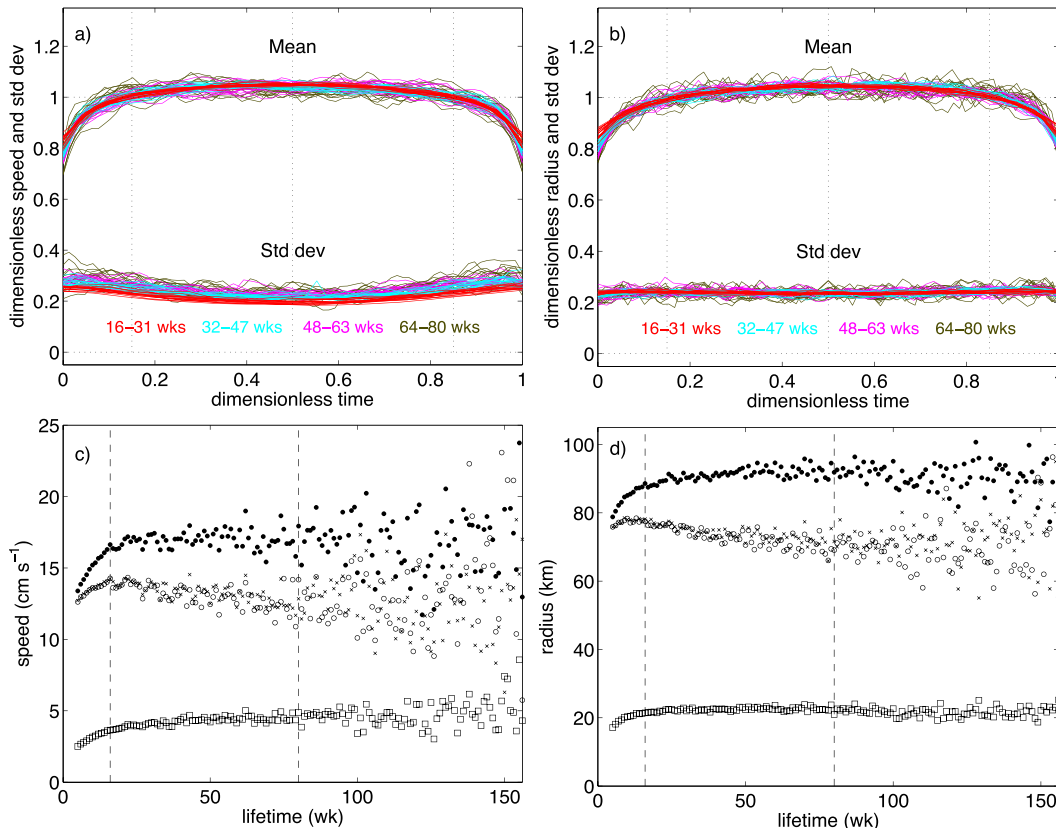 a)
Mean
Std dev
16–31 wks 32–47 wks 48–63 wks 64–80 wks
dimensionless speed and std dev
0 0.2 0.4 0.6 0.8 1 1.2
0 0.2 0.4 0.6 0.8 1
dimensionless time
b)
Mean
Std dev
16–31 wks 32–47 wks 48–63 wks 64–80 wks
dimensionless radius and std dev
0 0.2 0.4 0.6 0.8 1 1.2
0 0.2 0.4 0.6 0.8 1
dimensionless time
c)
speed (cm s⁻¹)
0 5 10 15 20 25
0 50 100 150
lifetime (wk)
d)
radius (km)
0 20 40 60 80 100
0 50 100 150
lifetime (wk)